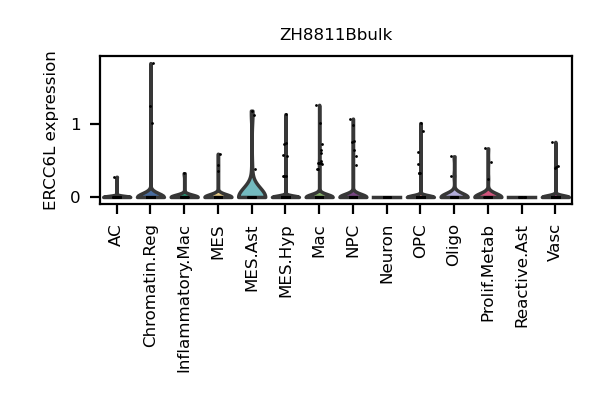 ZH8811Bbulk
ERCC6L expression
1
0
AC
Chromatin.Reg
Inflammatory.Mac
MES
MES.Ast
MES.Hyp
Mac
NPC
Neuron
OPC
Oligo
Prolif.Metab
Reactive.Ast
Vasc